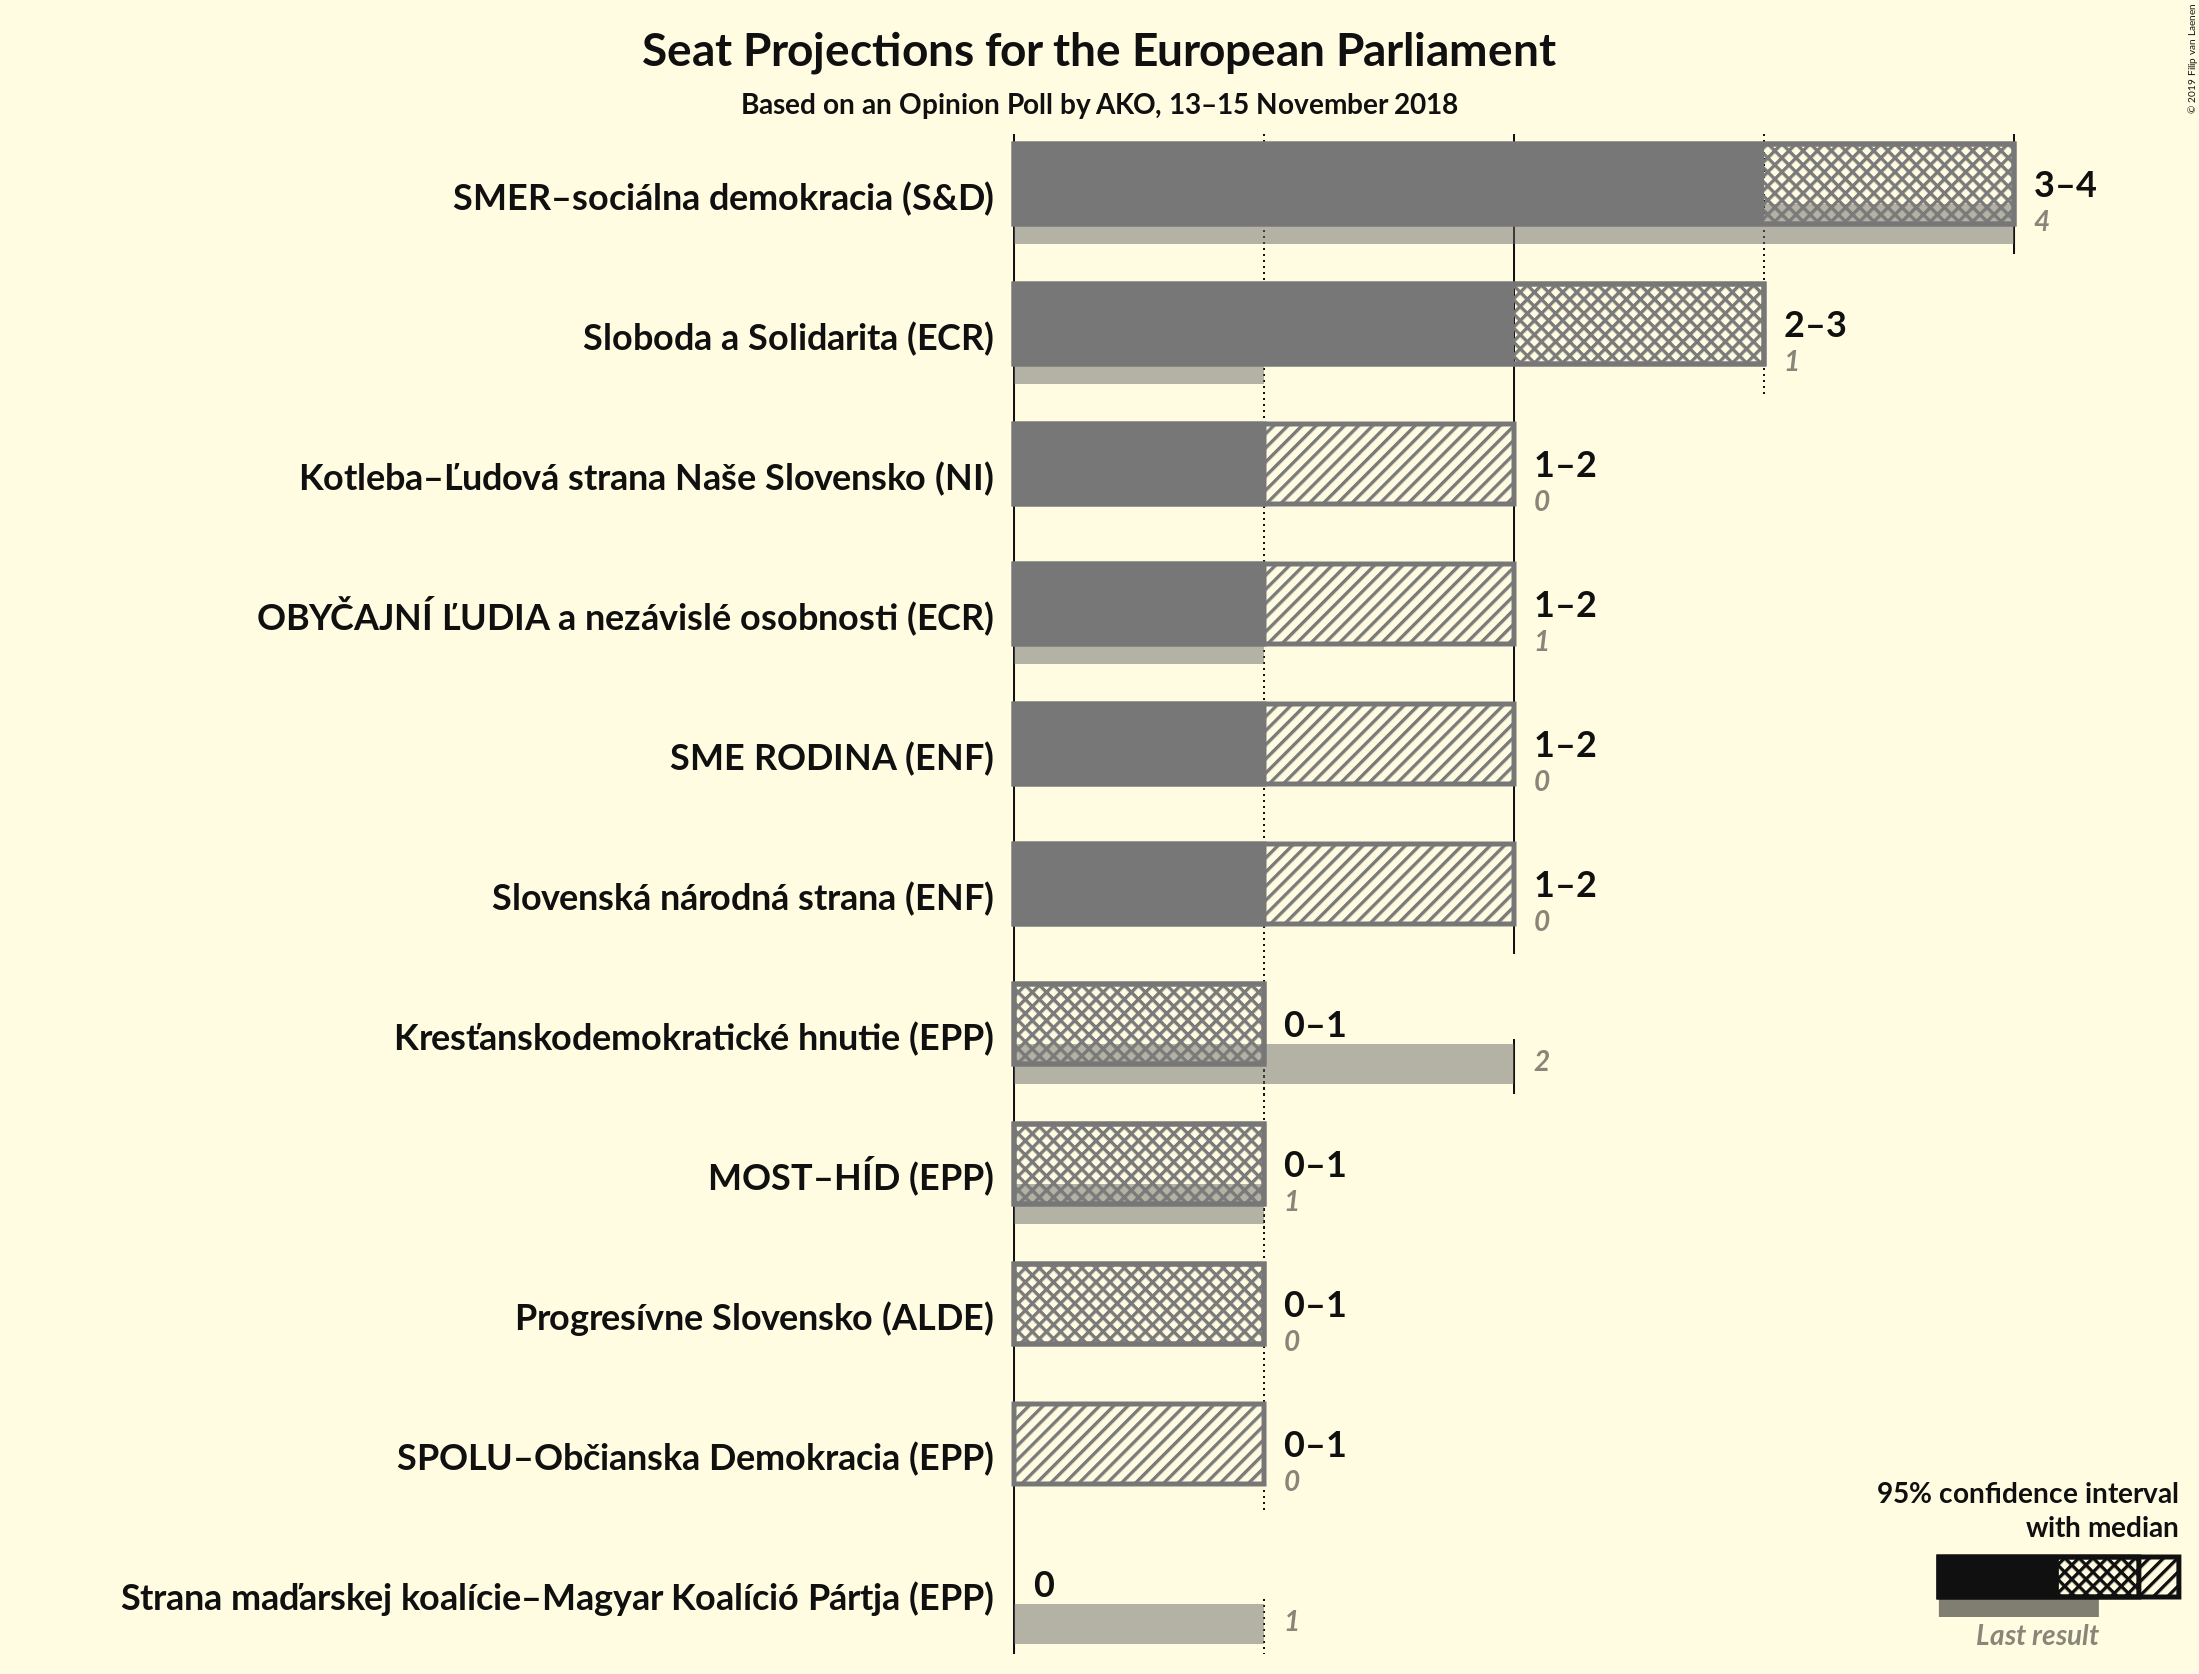 Seat Projections for the European Parliament
Based on an Opinion Poll by AKO, 13–15 November 2018
© 2019 Filip van Laenen
SMER–sociálna demokracia (S&D)
3–4
4
Sloboda a Solidarita (ECR)
2–3
1
Kotleba–Ľudová strana Naše Slovensko (NI)
1–2
0
OBYČAJNÍ ĽUDIA a nezávislé osobnosti (ECR)
1–2
1
SME RODINA (ENF)
1–2
0
Slovenská národná strana (ENF)
1–2
0
Kresťanskodemokratické hnutie (EPP)
0–1
2
MOST–HÍD (EPP)
0–1
1
Progresívne Slovensko (ALDE)
0–1
0
SPOLU–Občianska Demokracia (EPP)
0–1
0
Strana maďarskej koalície–Magyar Koalíció Pártja (EPP)
0
1
95% confidence interval
with median
Last result